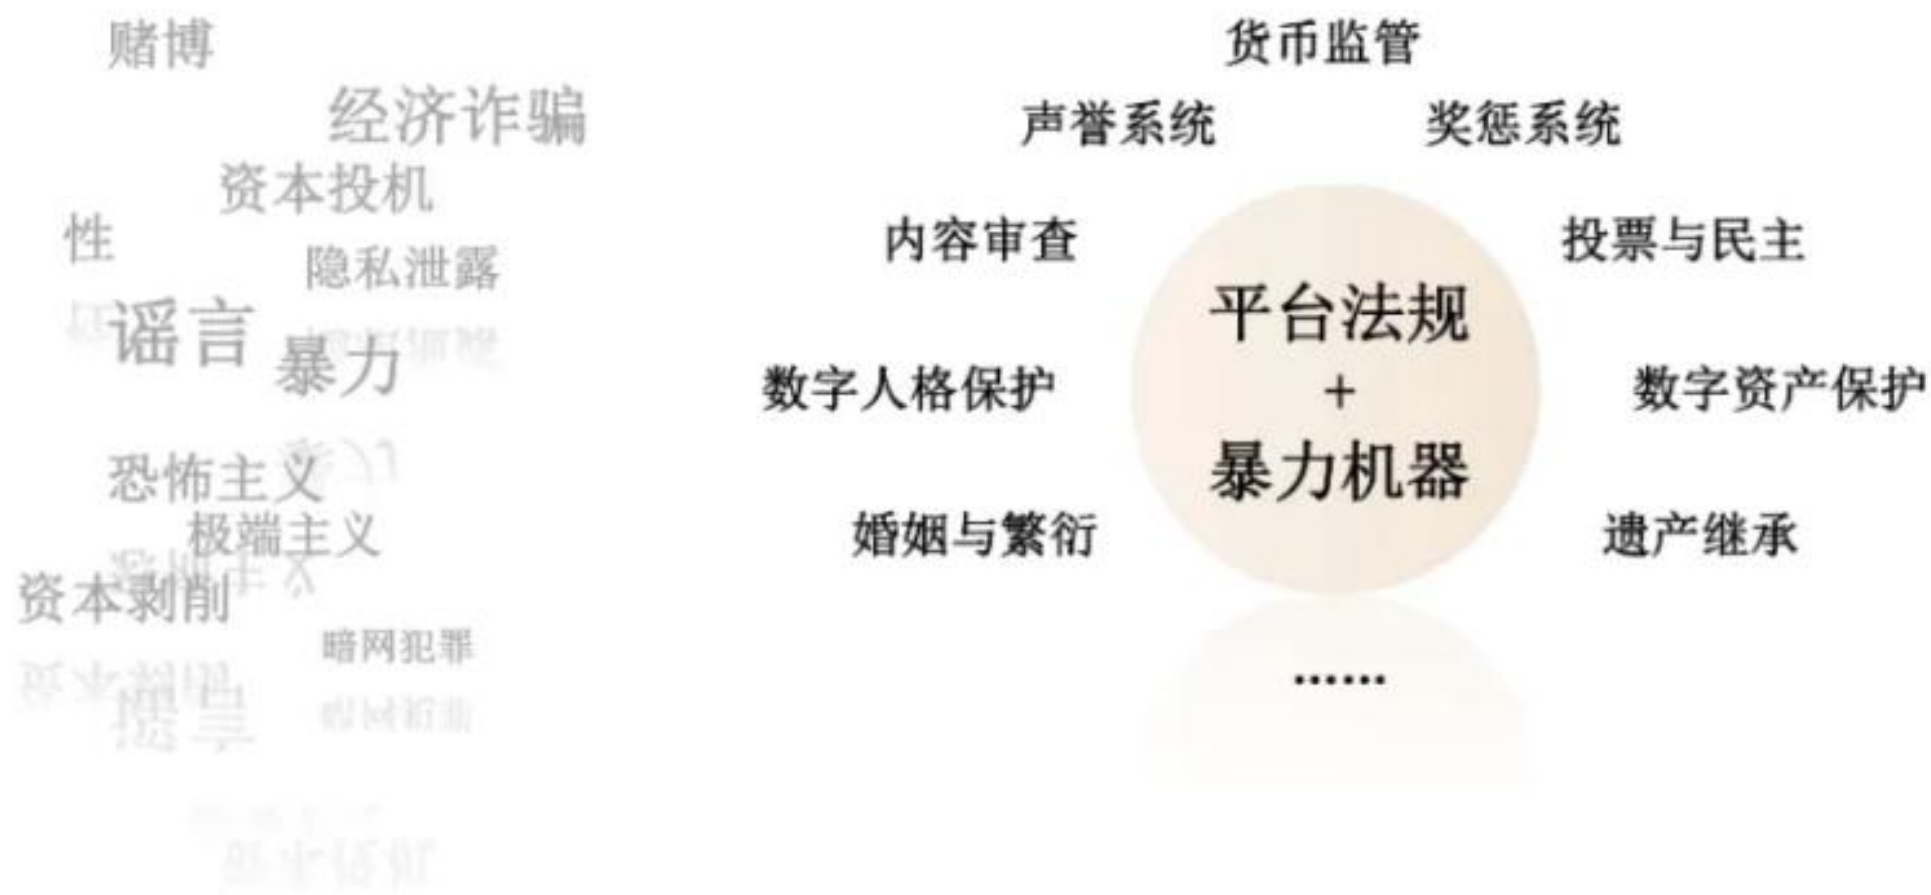 赌博
经济诈骗
资本投机
性
隐私泄露
谣言
暴力
恐怖主义
极端主义
资本剥削
暗网犯罪
货币监管
声誉系统
奖惩系统
内容审查
投票与民主
平台法规
+
暴力机器
数字人格保护
数字资产保护
婚姻与繁衍
遗产继承
……